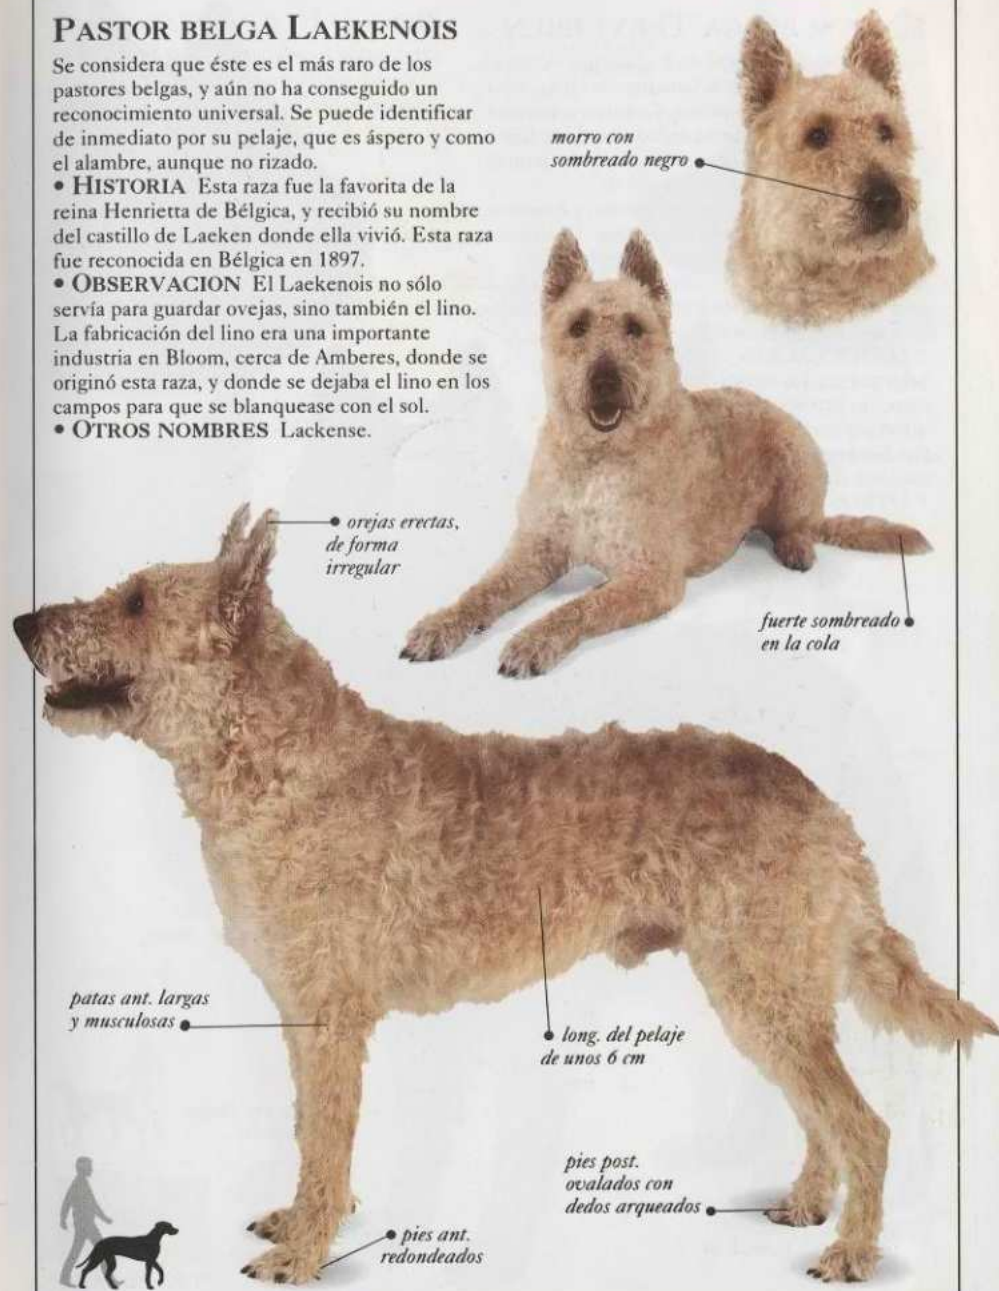 PASTOR BELGA LAEKENOIS
Se considera que éste es el más raro de los
pastores belgas, y aún no ha conseguido un
reconocimiento universal. Se puede identificar
de inmediato por su pelaje, que es áspero y como
el alambre, aunque no rizado.
• HISTORIA Esta raza fue la favorita de la
reina Henrietta de Bélgica, y recibió su nombre
del castillo de Laeken donde ella vivió. Esta raza
fue reconocida en Bélgica en 1897.
• OBSERVACION El Laekenois no sólo
servía para guardar ovejas, sino también el lino.
La fabricación del lino era una importante
industria en Bloom, cerca de Amberes, donde se
originó esta raza, y donde se dejaba el lino en los
campos para que se blanquease con el sol.
• OTROS NOMBRES Lackense.
morro con
sombreado negro
orejas erectas,
de forma
irregular
fuerte sombreado
en la cola
patas ant. largas
y musculosas
long. del pelaje
de unos 6 cm
pies post.
ovalados con
dedos arqueados
pies ant.
redondeados